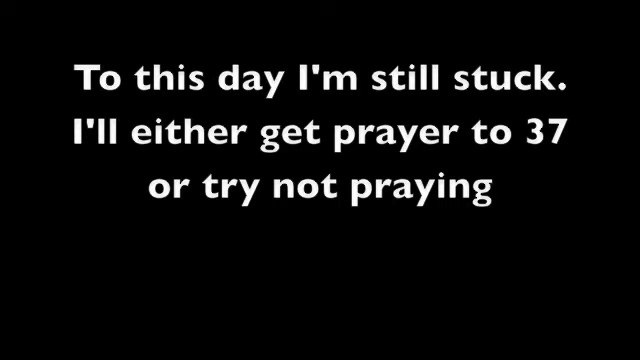 To this day I'm still stuck.
I'll either get prayer to 37
or try not praying